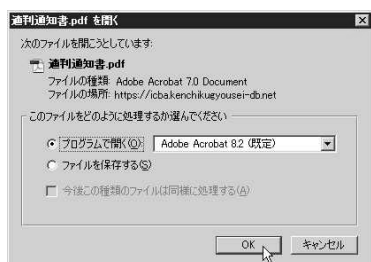 適判通知書.pdf を開く
次のファイルを開こうとしています:
適判通知書.pdf
ファイルの種類: Adobe Acrobat 7.0 Document
ファイルの場所: https://icba.kenchikugyousei-db.net
このファイルをどのように処理するか選んでください
プログラムで開く(O): Adobe Acrobat 8.2 (既定)
ファイルを保存する(S)
今後この種類のファイルは同様に処理する(A)
OK キャンセル